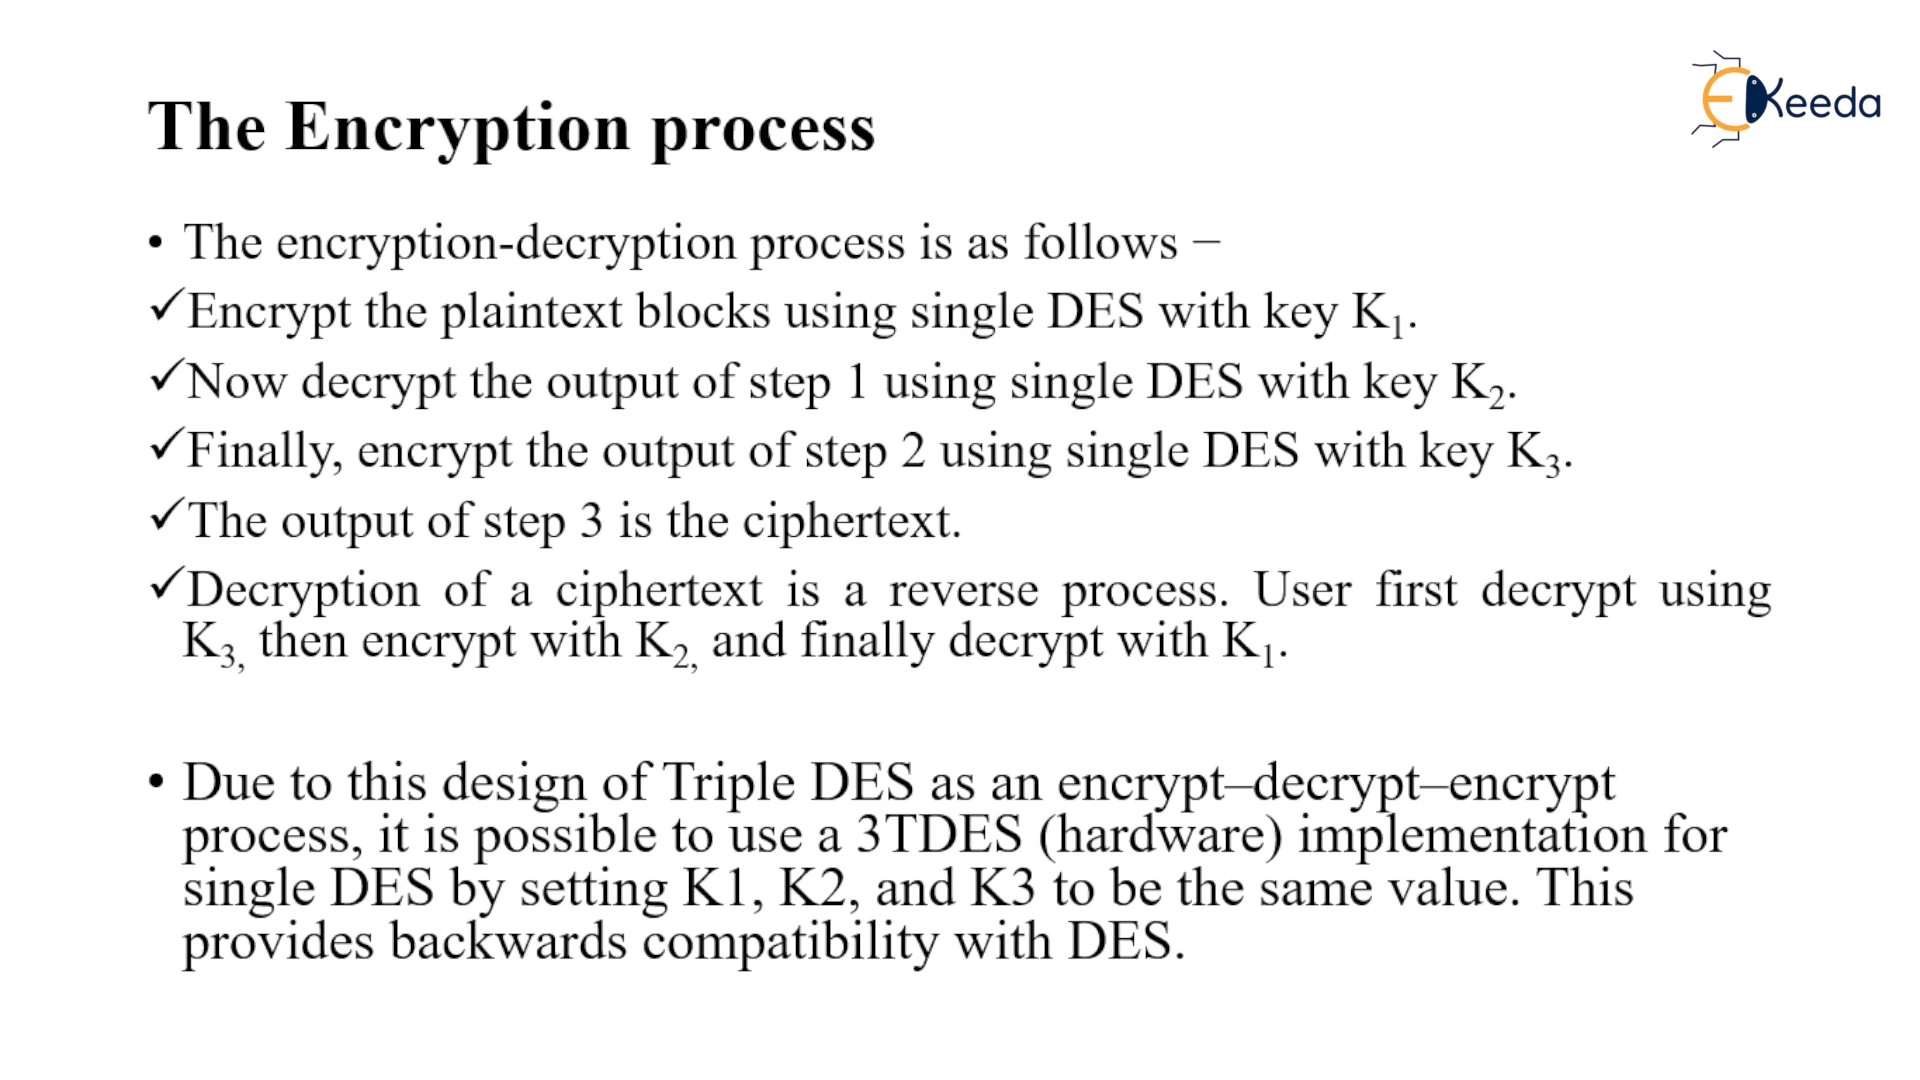 EKeeda
The Encryption process
• The encryption-decryption process is as follows −
✓Encrypt the plaintext blocks using single DES with key K₁.
✓Now decrypt the output of step 1 using single DES with key K₂.
✓Finally, encrypt the output of step 2 using single DES with key K₃.
✓The output of step 3 is the ciphertext.
✓Decryption of a ciphertext is a reverse process. User first decrypt using
K₃, then encrypt with K₂, and finally decrypt with K₁.
• Due to this design of Triple DES as an encrypt–decrypt–encrypt
process, it is possible to use a 3TDES (hardware) implementation for
single DES by setting K1, K2, and K3 to be the same value. This
provides backwards compatibility with DES.